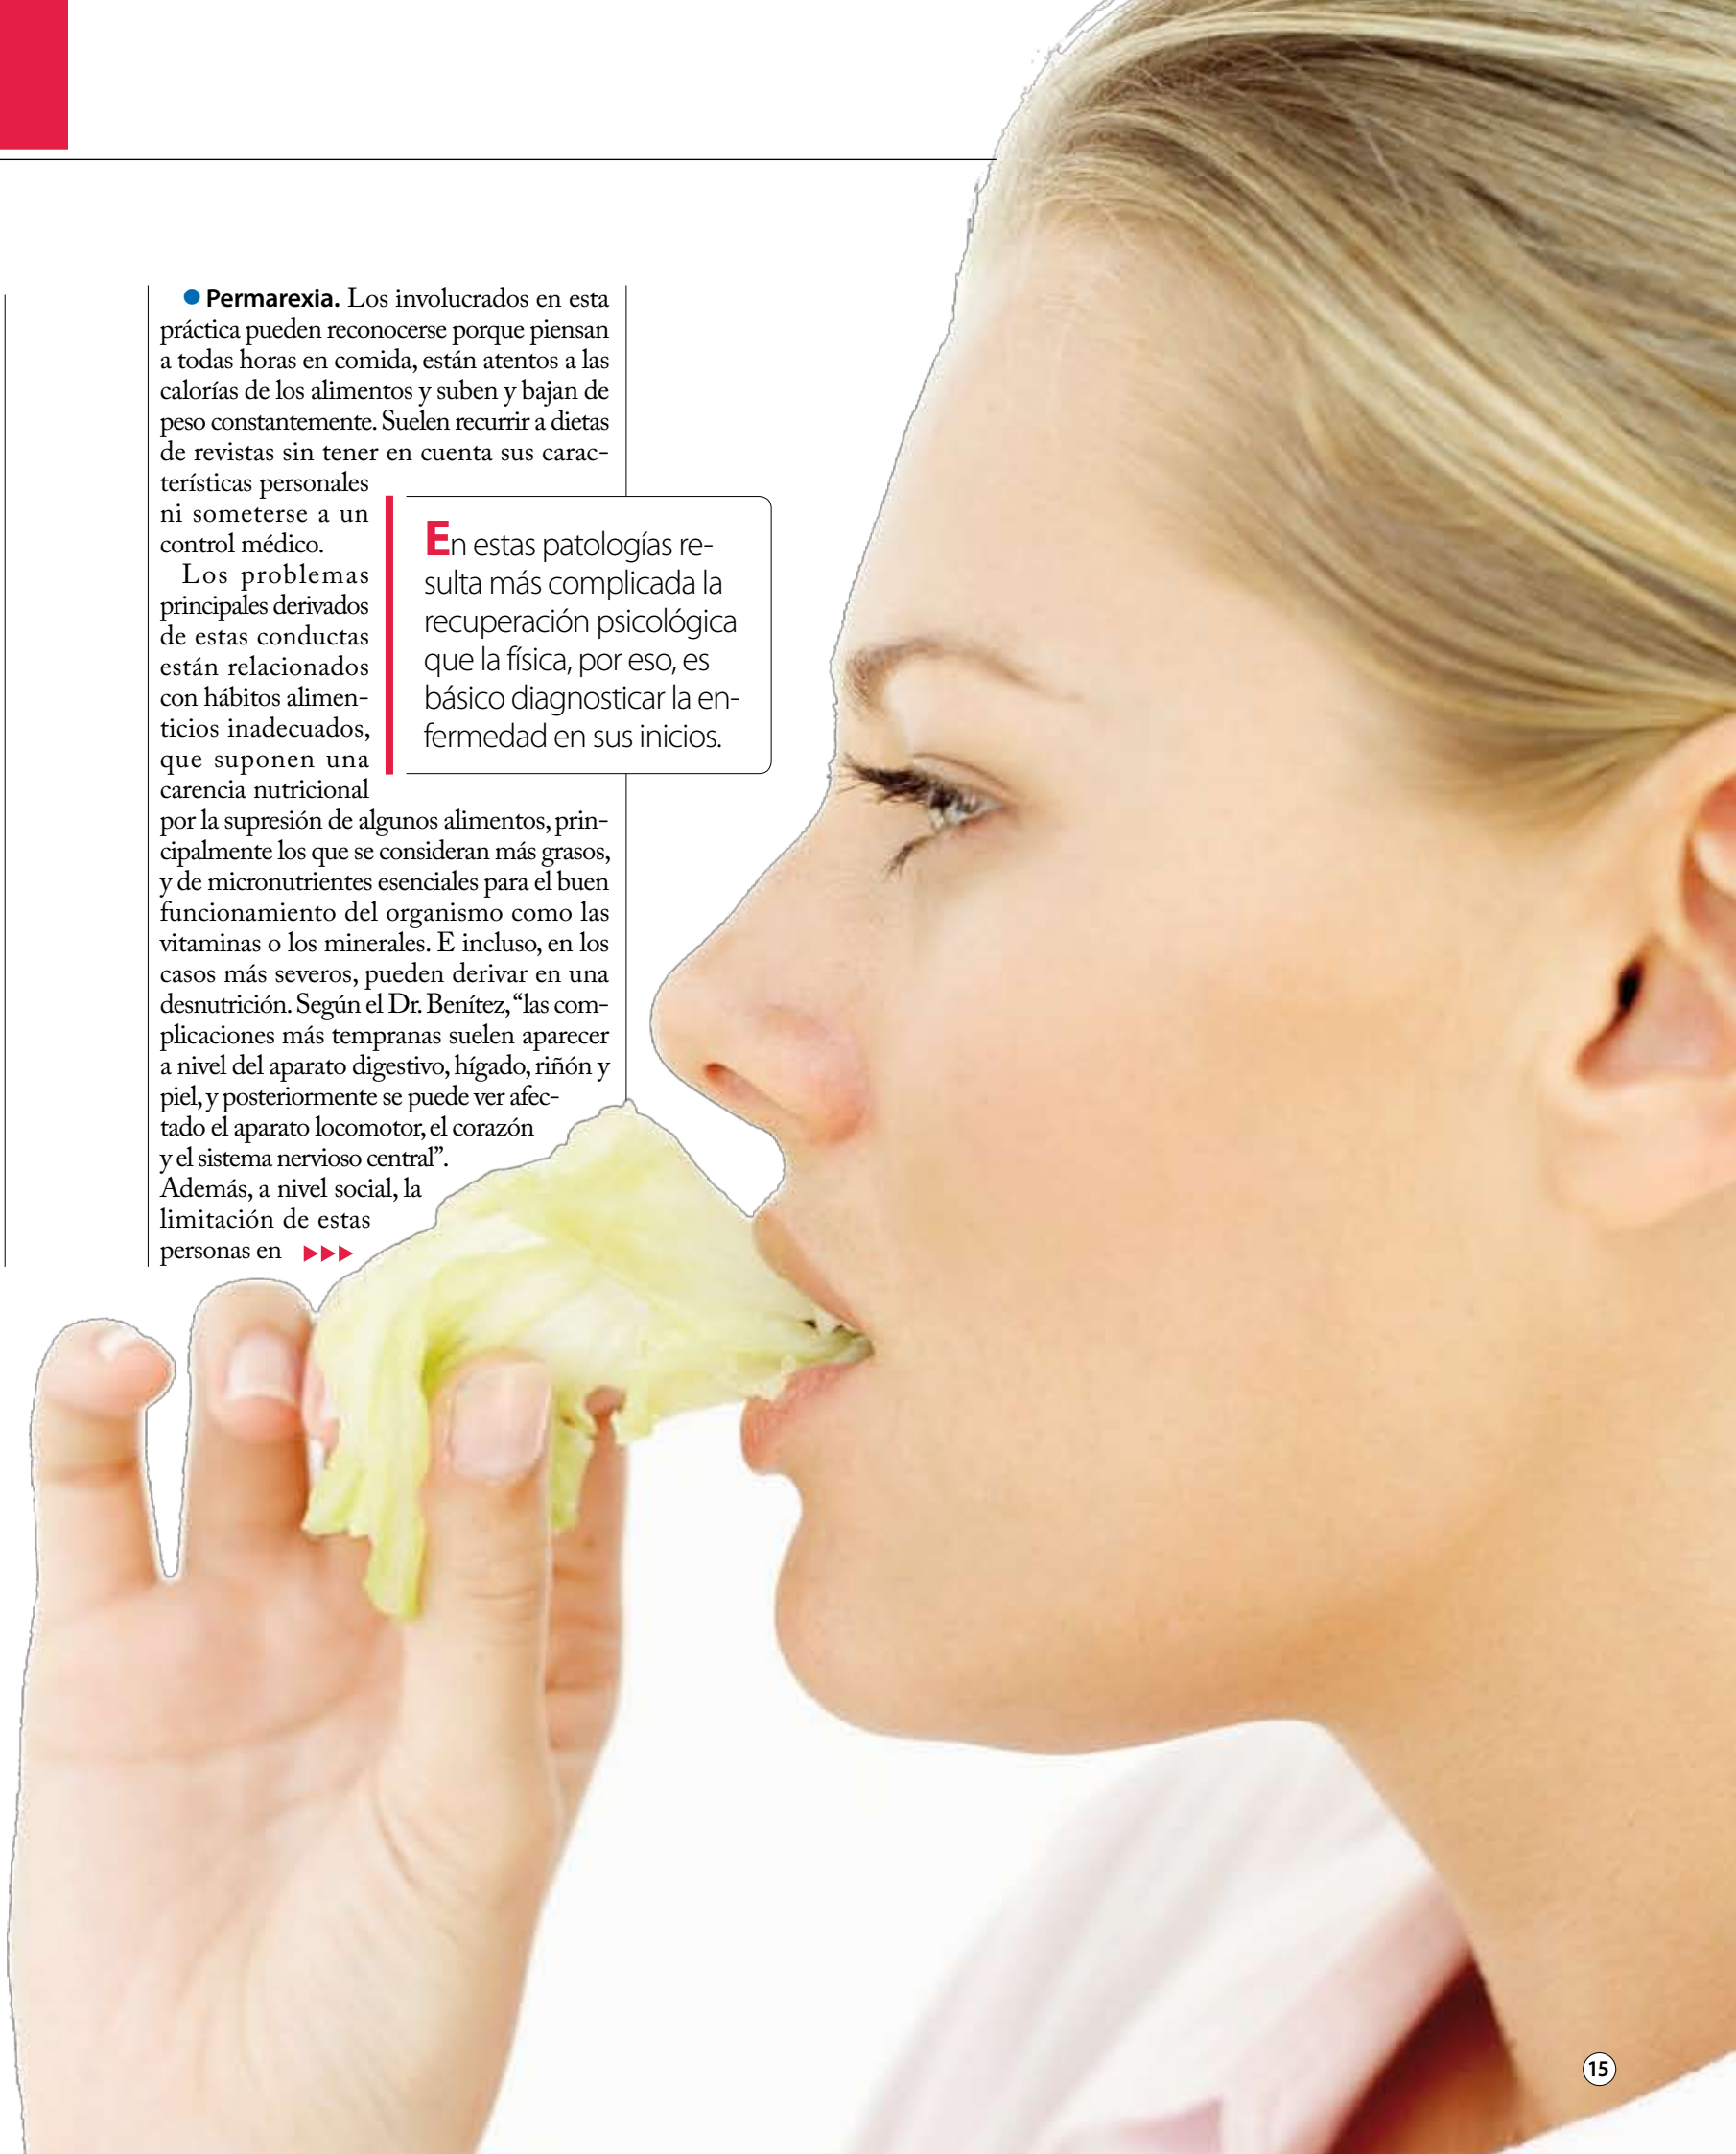 ● Permarexia. Los involucrados en esta
práctica pueden reconocerse porque piensan
a todas horas en comida, están atentos a las
calorías de los alimentos y suben y bajan de
peso constantemente. Suelen recurrir a dietas
de revistas sin tener en cuenta sus carac-
terísticas personales
ni someterse a un
control médico.
Los problemas
principales derivados
de estas conductas
están relacionados
con hábitos alimen-
ticios inadecuados,
que suponen una
carencia nutricional
por la supresión de algunos alimentos, prin-
cipalmente los que se consideran más grasos,
y de micronutrientes esenciales para el buen
funcionamiento del organismo como las
vitaminas o los minerales. E incluso, en los
casos más severos, pueden derivar en una
desnutrición. Según el Dr. Benítez, “las com-
plicaciones más tempranas suelen aparecer
a nivel del aparato digestivo, hígado, riñón y
piel, y posteriormente se puede ver afec-
tado el aparato locomotor, el corazón
y el sistema nervioso central”.
Además, a nivel social, la
limitación de estas
personas en ▶▶▶
En estas patologías re-
sulta más complicada la
recuperación psicológica
que la física, por eso, es
básico diagnosticar la en-
fermedad en sus inicios.
15